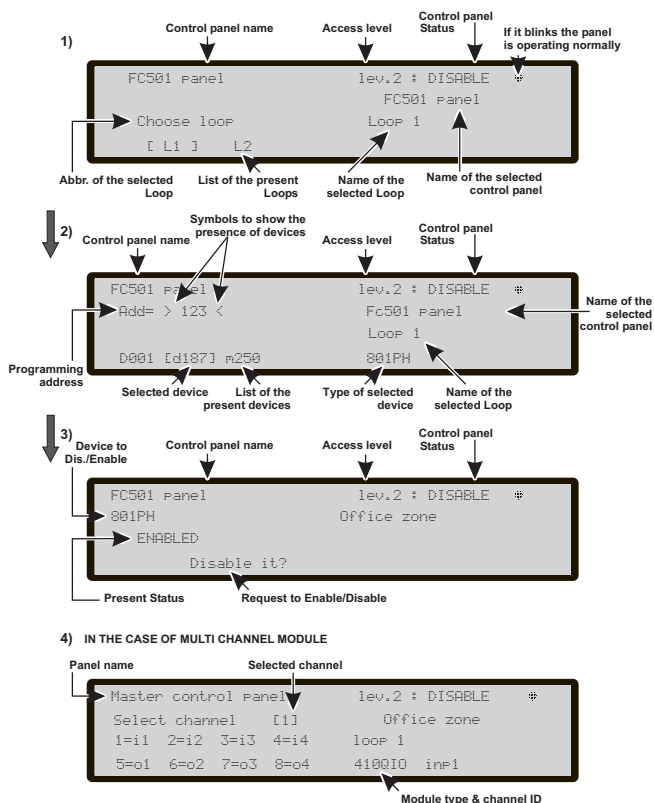 1)
Control panel name
Access level
Control panel
Status
If it blinks the panel
is operating normally
FC501 panel lev.2 : DISABLE
FC501 panel
Choose loop Loop 1
[ L1 ] L2
Abbr. of the selected
Loop
List of the present
Loops
Name of the
selected Loop
Name of the selected
control panel
2)
Control panel name
Symbols to show the
presence of devices
Access level
Control panel
Status
FC501 panel lev.2 : DISABLE
Add= > 123 < Fc501 panel
Loop 1
D001 [d187] m250 801PH
Name of the
selected
control panel
Programming
address
Selected device
List of the
present devices
Type of selected
device
Name of the
selected Loop
3)
Device to
Dis./Enable
Control panel name
Access level
Control panel
Status
FC501 panel lev.2 : DISABLE
801PH Office zone
ENABLED
Disable it?
Present Status
Request to Enable/Disable
4) IN THE CASE OF MULTI CHANNEL MODULE
Panel name
Selected channel
Master control panel lev.2 : DISABLE
Select channel [1] Office zone
1=i1 2=i2 3=i3 4=i4 loop 1
5=o1 6=o2 7=o3 8=o4 410QIO inp1
Module type & channel ID